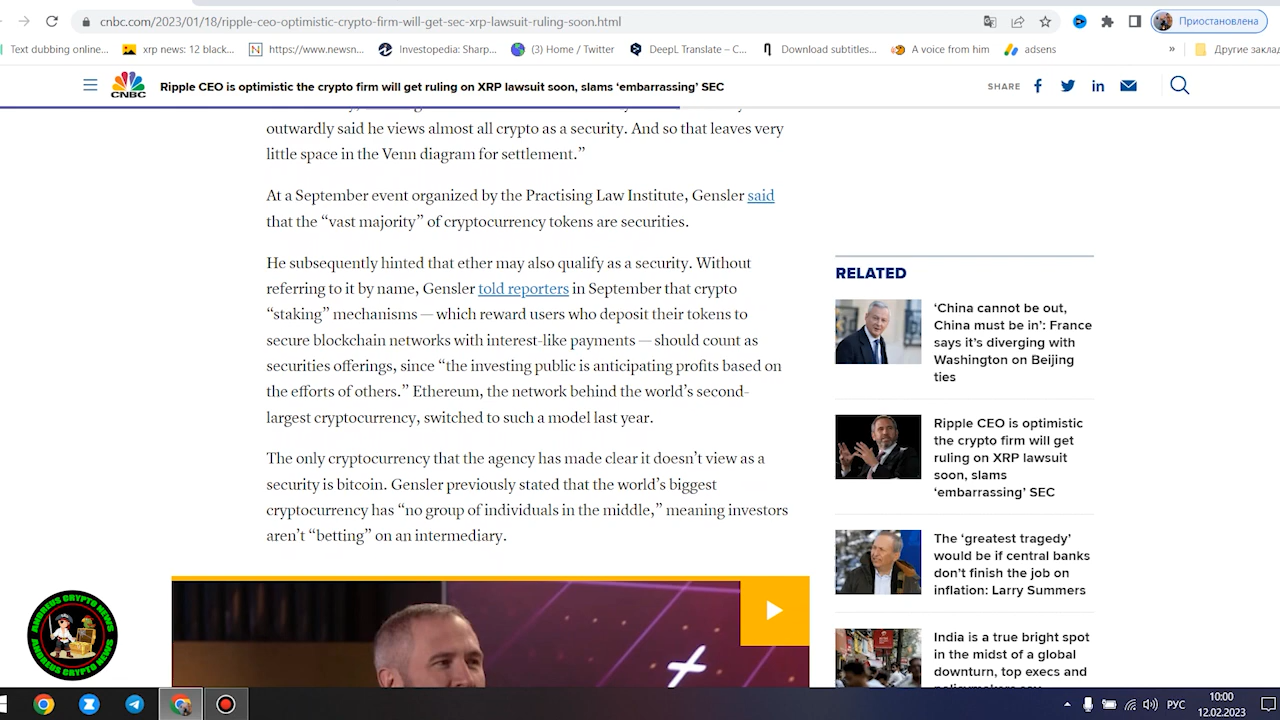 cnbc.com/2023/01/18/ripple-ceo-optimistic-crypto-firm-will-get-sec-xrp-lawsuit-ruling-soon.html
Приостановлена
Text dubbing online...
xrp news: 12 black...
https://www.newsn...
Investopedia: Sharp...
(3) Home / Twitter
DeepL Translate – C...
Download subtitles...
A voice from him
adsens
»
Другие закла
CNBC
Ripple CEO is optimistic the crypto firm will get ruling on XRP lawsuit soon, slams ‘embarrassing’ SEC
SHARE
outwardly said he views almost all crypto as a security. And so that leaves very
little space in the Venn diagram for settlement.”
At a September event organized by the Practising Law Institute, Gensler said
that the “vast majority” of cryptocurrency tokens are securities.
He subsequently hinted that ether may also qualify as a security. Without
referring to it by name, Gensler told reporters in September that crypto
“staking” mechanisms — which reward users who deposit their tokens to
secure blockchain networks with interest-like payments — should count as
securities offerings, since “the investing public is anticipating profits based on
the efforts of others.” Ethereum, the network behind the world’s second-
largest cryptocurrency, switched to such a model last year.
The only cryptocurrency that the agency has made clear it doesn’t view as a
security is bitcoin. Gensler previously stated that the world’s biggest
cryptocurrency has “no group of individuals in the middle,” meaning investors
aren’t “betting” on an intermediary.
RELATED
‘China cannot be out,
China must be in’: France
says it’s diverging with
Washington on Beijing
ties
Ripple CEO is optimistic
the crypto firm will get
ruling on XRP lawsuit
soon, slams
‘embarrassing’ SEC
The ‘greatest tragedy’
would be if central banks
don’t finish the job on
inflation: Larry Summers
India is a true bright spot
in the midst of a global
downturn, top execs and
ANDREUS CRYPTO NEWS
ANDREUS CRYPTO NEWS
РУС
10:00
12.02.2023